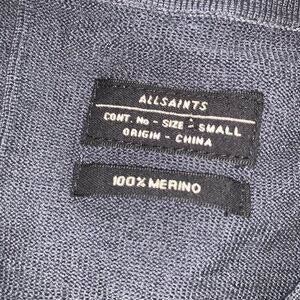 ALLSAINTS
CONT. No - SIZE - SMALL
ORIGIN - CHINA
100% MERINO